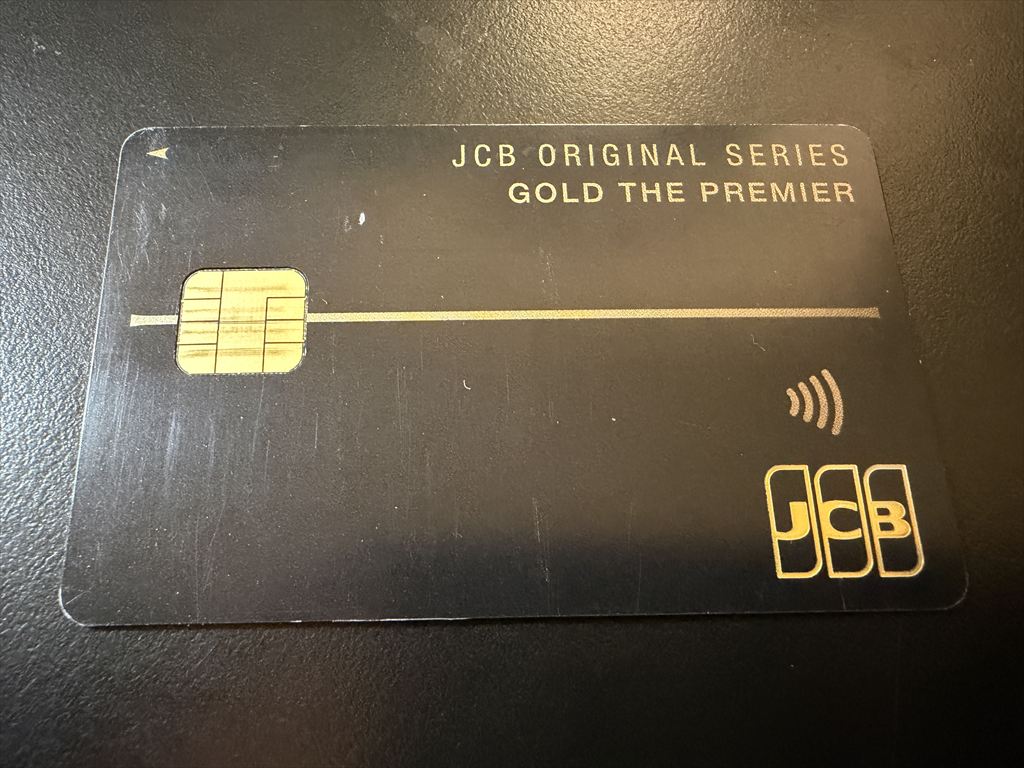 JCB ORIGINAL SERIES
GOLD THE PREMIER
JCB